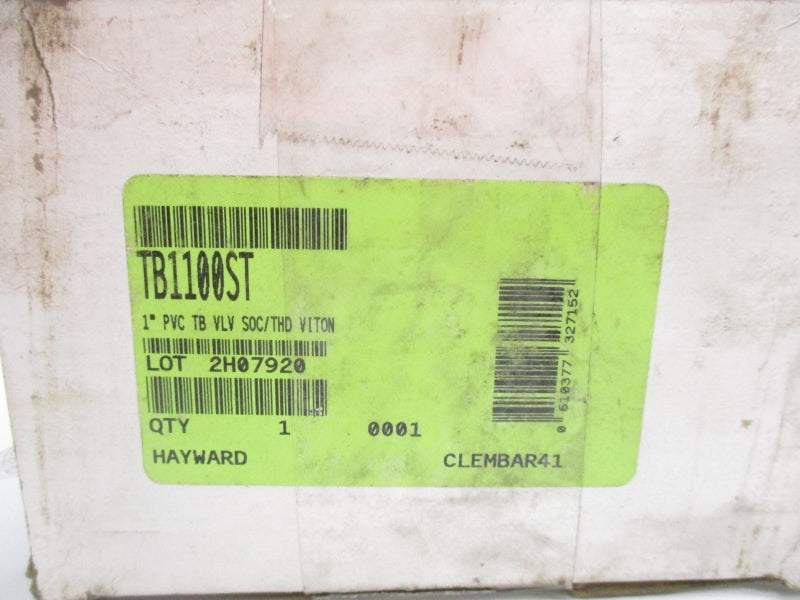 TB1100ST
1" PVC TB VLV SOC/THD VITON
LOT 2H07920
QTY 1 0001
HAYWARD CLEMBAR41
0 610377 327152